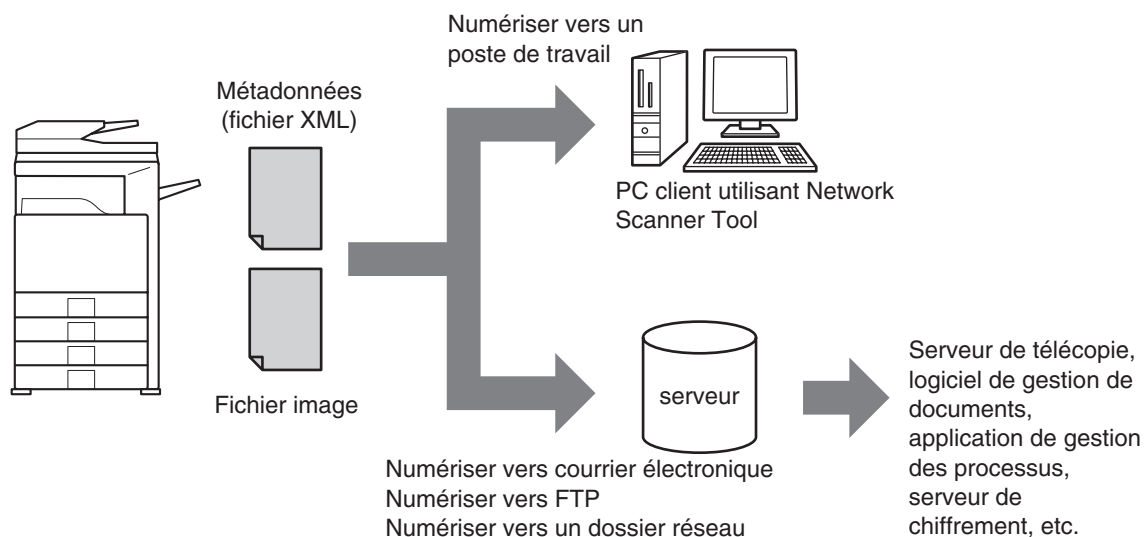 Numériser vers un
poste de travail
Métadonnées
(fichier XML)
PC client utilisant Network
Scanner Tool
Fichier image
serveur
Serveur de télécopie,
logiciel de gestion de
documents,
application de gestion
des processus,
serveur de
chiffrement, etc.
Numériser vers courrier électronique
Numériser vers FTP
Numériser vers un dossier réseau